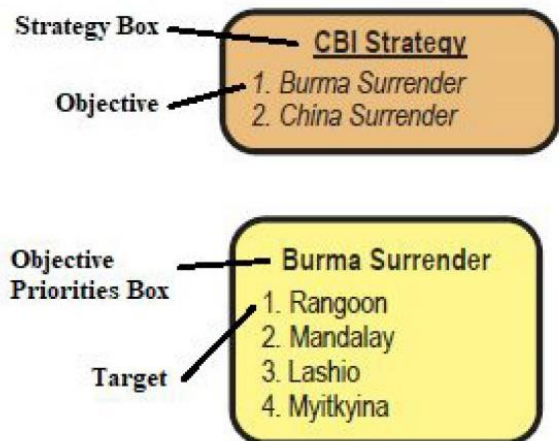 Strategy Box
CBI Strategy
Objective
1. Burma Surrender
2. China Surrender
Objective
Priorities Box
Burma Surrender
1. Rangoon
2. Mandalay
3. Lashio
4. Myitkyina
Target